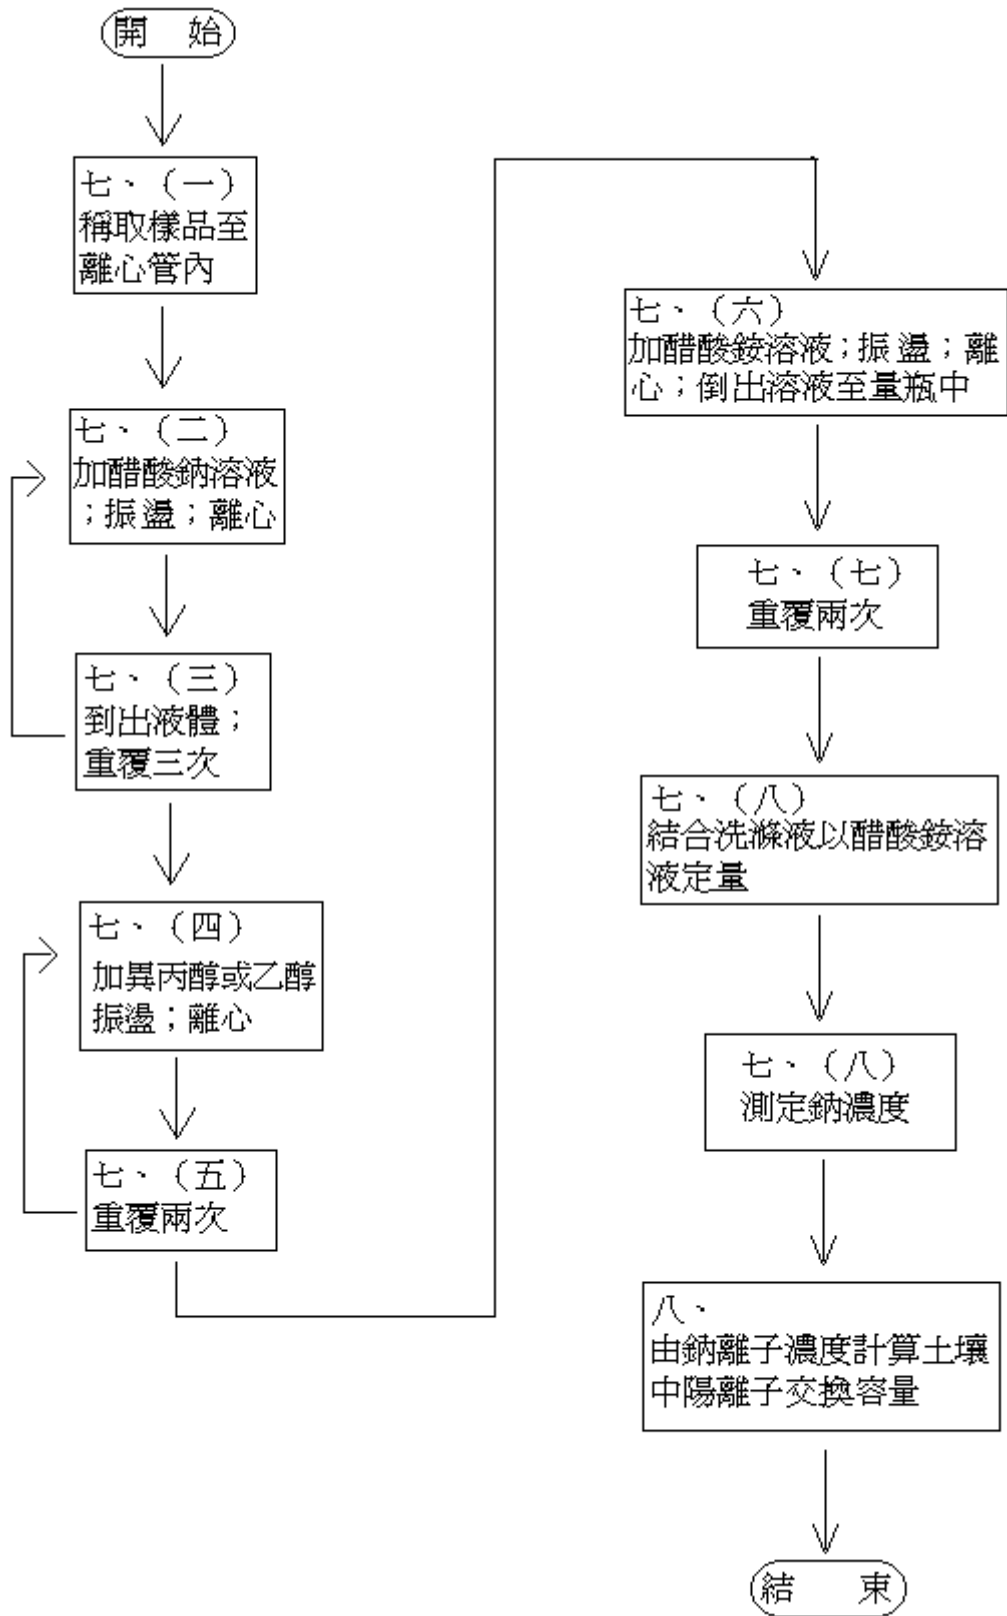 開 始
七、（一）
稱取樣品至
離心管內
七、（二）
加醋酸鈉溶液
；振盪；離心
七、（三）
到出液體；
重覆三次
七、（四）
加異丙醇或乙醇
振盪；離心
七、（五）
重覆兩次
七、（六）
加醋酸銨溶液；振盪；離
心；倒出溶液至量瓶中
七、（七）
重覆兩次
七、（八）
結合洗滌液以醋酸銨溶
液定量
七、（八）
測定鈉濃度
八、
由鈉離子濃度計算土壤
中陽離子交換容量
結 束